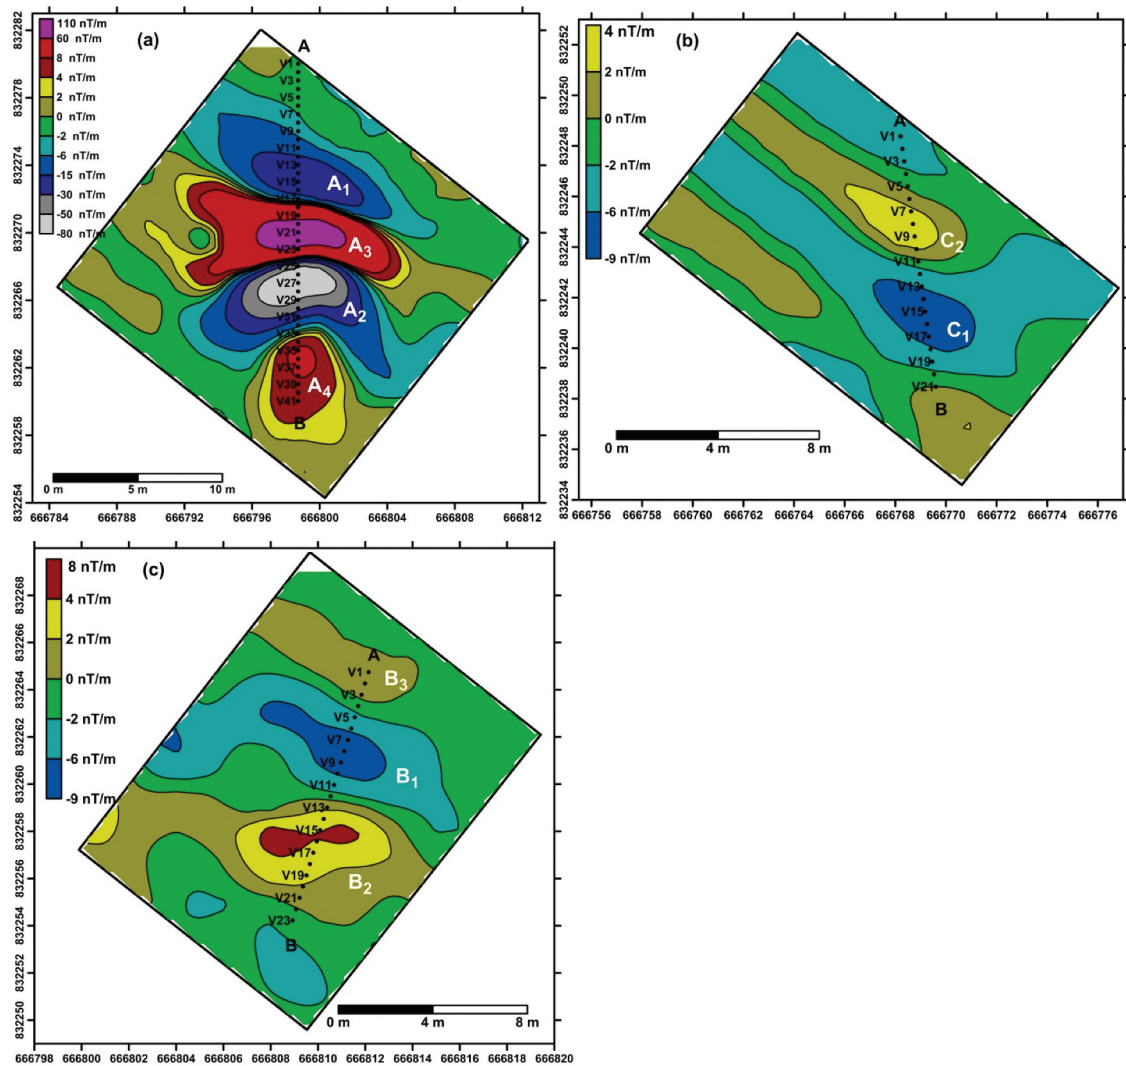 (a)
110 nT/m
60 nT/m
8 nT/m
4 nT/m
2 nT/m
0 nT/m
-2 nT/m
-6 nT/m
-15 nT/m
-30 nT/m
-50 nT/m
-80 nT/m
832282
832278
832274
832270
832266
832262
832258
832254
A
V1
V3
V5
V7
V9
V11
V13
V15
V17
V19
V21
V23
V25
V27
V29
V31
V33
V35
V37
V39
V41
B
A1
A3
A2
A4
0 m 5 m 10 m
666784 666788 666792 666796 666800 666804 666808 666812
(b)
4 nT/m
2 nT/m
0 nT/m
-2 nT/m
-6 nT/m
-9 nT/m
832252
832250
832248
832246
832244
832242
832240
832238
832236
832234
A
V1
V3
V5
V7
V9
V11
V13
V15
V17
V19
V21
B
C2
C1
0 m 4 m 8 m
666756 666758 666760 666762 666764 666766 666768 666770 666772 666774 666776
(c)
8 nT/m
4 nT/m
2 nT/m
0 nT/m
-2 nT/m
-6 nT/m
-9 nT/m
832268
832266
832264
832262
832260
832258
832256
832254
832252
832250
A
V1
V3
V5
V7
V9
V11
V13
V15
V17
V19
V21
V23
B
B3
B1
B2
0 m 4 m 8 m
666798 666800 666802 666804 666806 666808 666810 666812 666814 666816 666818 666820